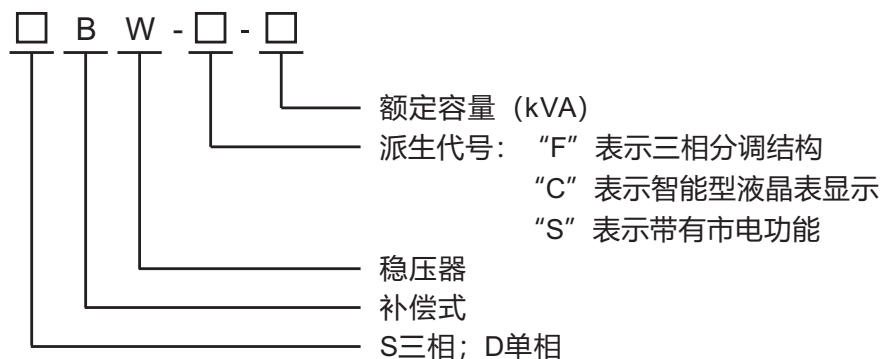 □ B W - □ - □
额定容量（kVA）
派生代号： “F”表示三相分调结构
“C”表示智能型液晶表显示
“S”表示带有市电功能
稳压器
补偿式
S三相；D单相